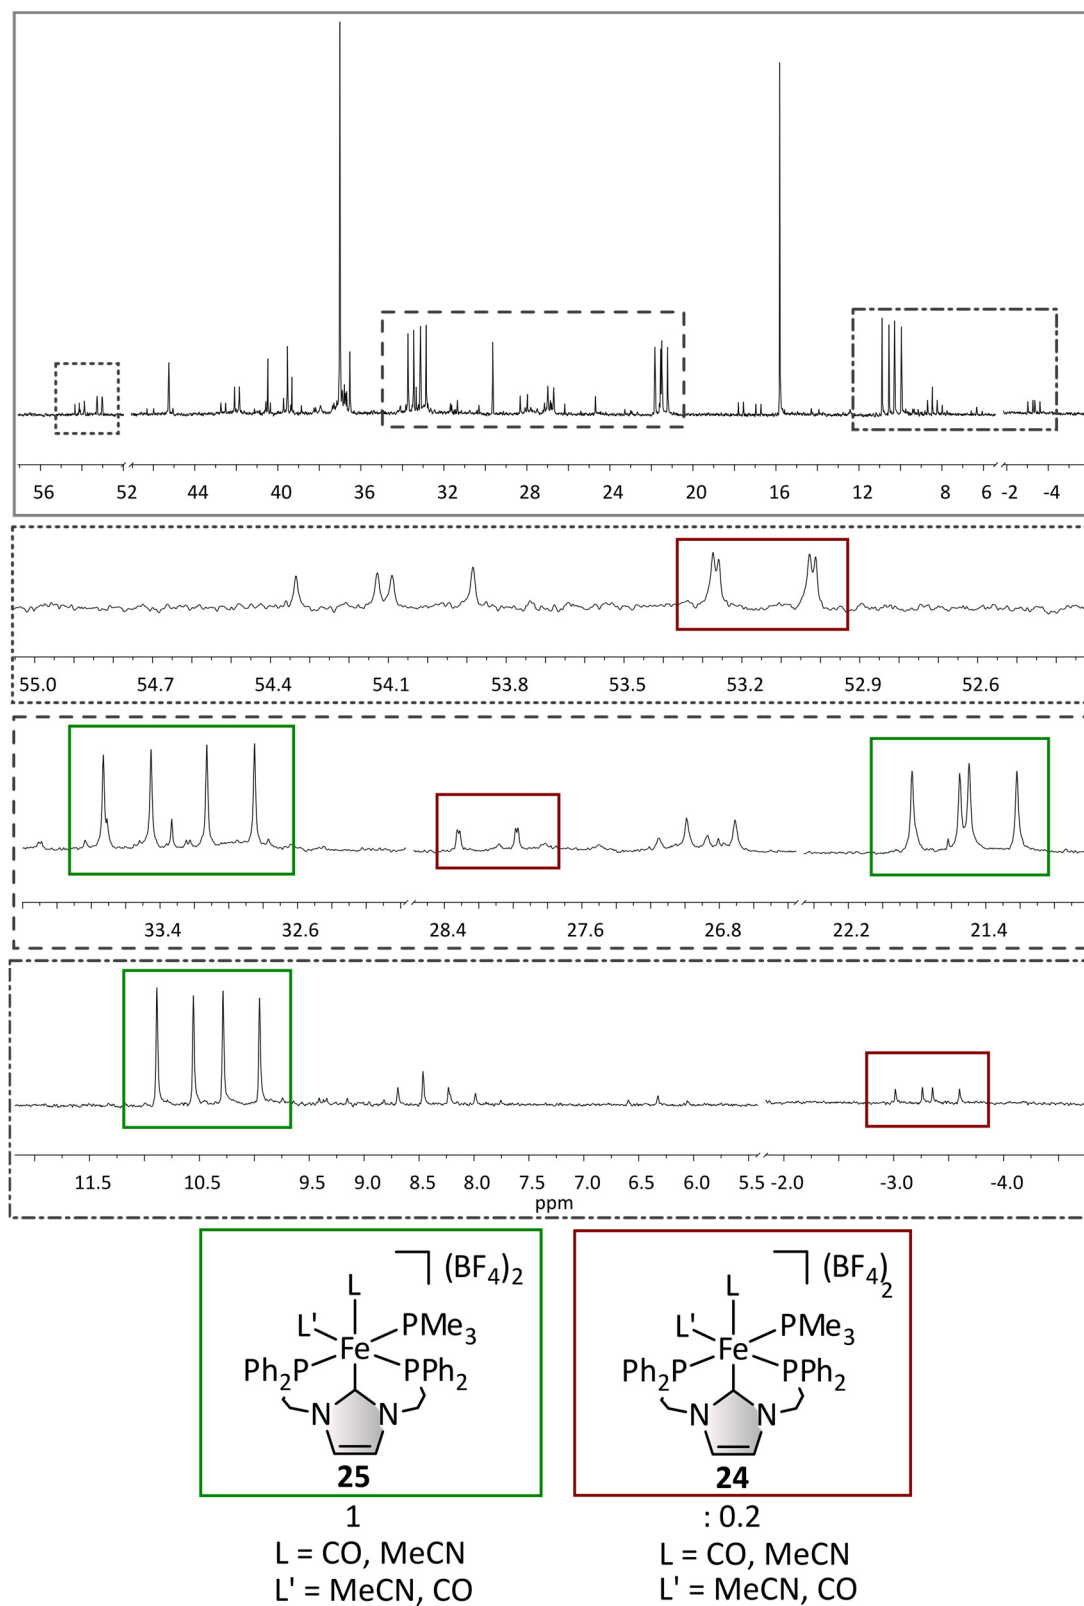 56 52 44 40 36 32 28 24 20 16 12 8 6 -2 -4
55.0 54.7 54.4 54.1 53.8 53.5 53.2 52.9 52.6
33.4 32.6 28.4 27.6 26.8 22.2 21.4
11.5 10.5 9.5 9.0 8.5 8.0 7.5 7.0 6.5 6.0 5.5 -2.0 -3.0 -4.0
ppm
L
(BF4)2
L'
PMe3
Fe
Ph2P
PPh2
N
N
25
1
L = CO, MeCN
L' = MeCN, CO
L
(BF4)2
L'
PMe3
Fe
Ph2P
PPh2
N
N
24
: 0.2
L = CO, MeCN
L' = MeCN, CO